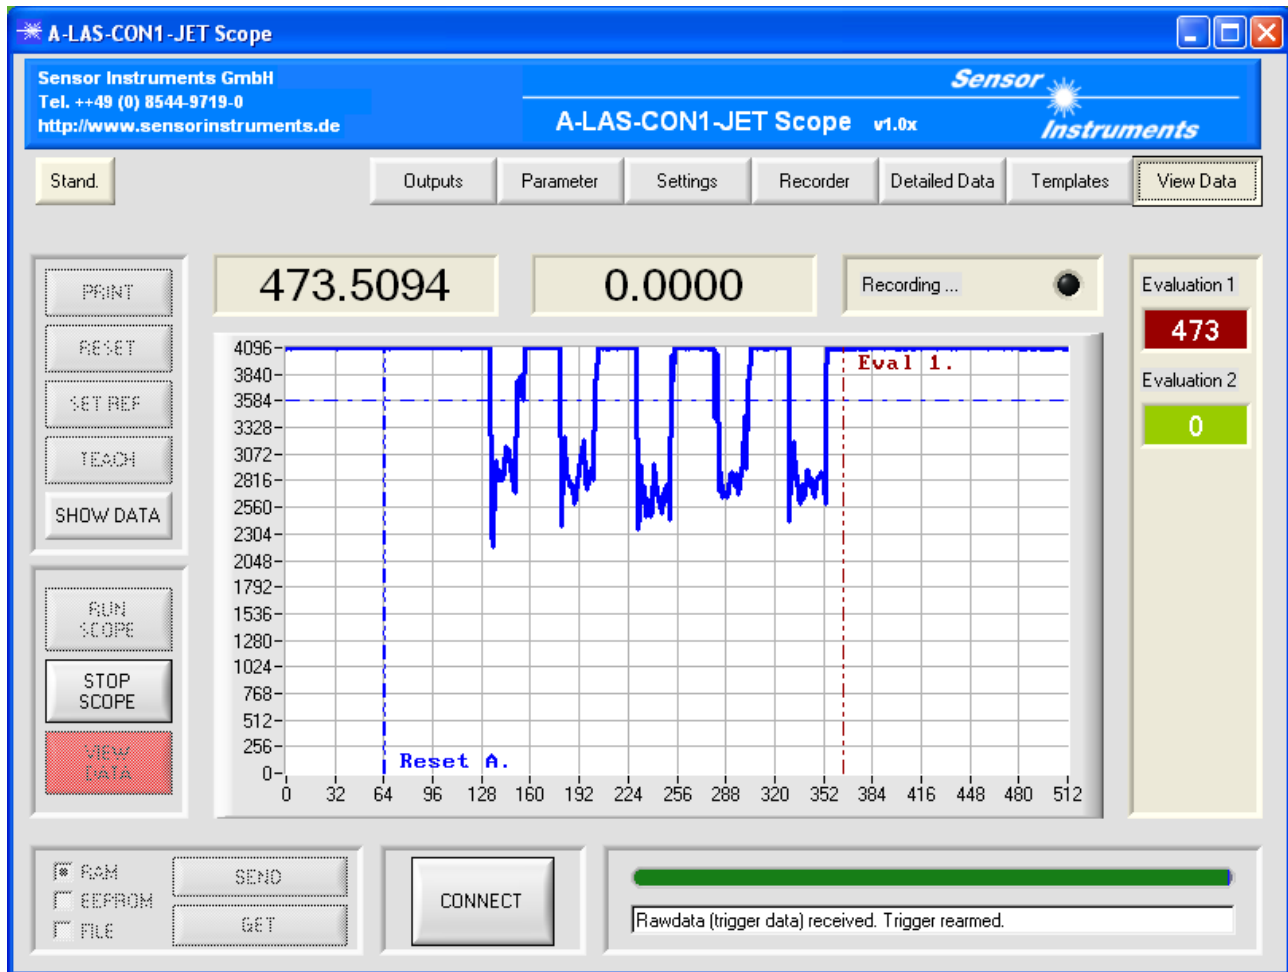 A-LAS-CON1-JET Scope
Sensor Instruments GmbH
Tel. ++49 (0) 8544-9719-0
http://www.sensorinstruments.de
A-LAS-CON1-JET Scope v1.0x
Sensor
Instruments
Stand.
Outputs
Parameter
Settings
Recorder
Detailed Data
Templates
View Data
PRINT
RESET
SET REF
TEACH
SHOW DATA
RUN
SCOPE
STOP
SCOPE
VIEW
DATA
473.5094
0.0000
Recording ...
4096
3840
3584
3328
3072
2816
2560
2304
2048
1792
1536
1280
1024
768
512
256
0
Eval 1.
Reset A.
0 32 64 96 128 160 192 224 256 288 320 352 384 416 448 480 512
Evaluation 1
473
Evaluation 2
0
RAM
EEPROM
FILE
SEND
GET
CONNECT
Rawdata (trigger data) received. Trigger rearmed.